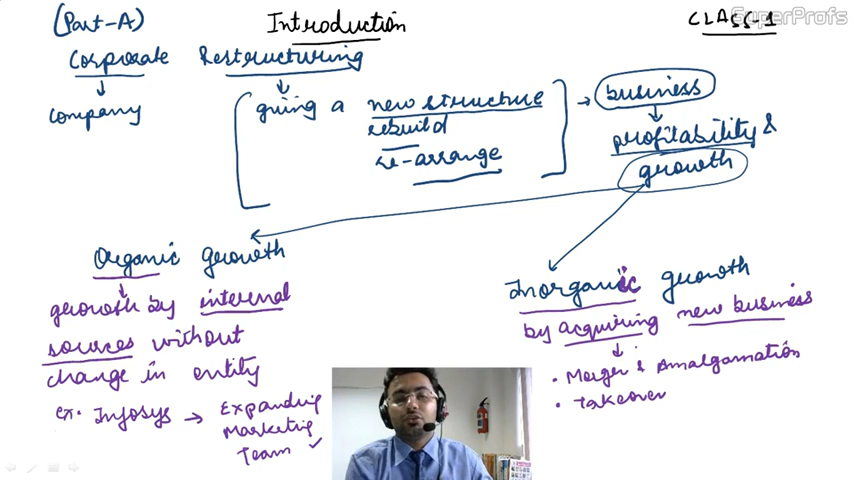 (Part-A)
Introduction
CLASS-1
SuperProfs
Corporate Restructuring
company
giving a new structure
rebuild
re-arrange
business
profitability &
growth
Organic growth
growth by internal
sources without
change in entity
ex. Infosys → Expanding
Marketing
Team ✓
Inorganic growth
by acquiring new business
• Merger & Amalgamation
• Takeover